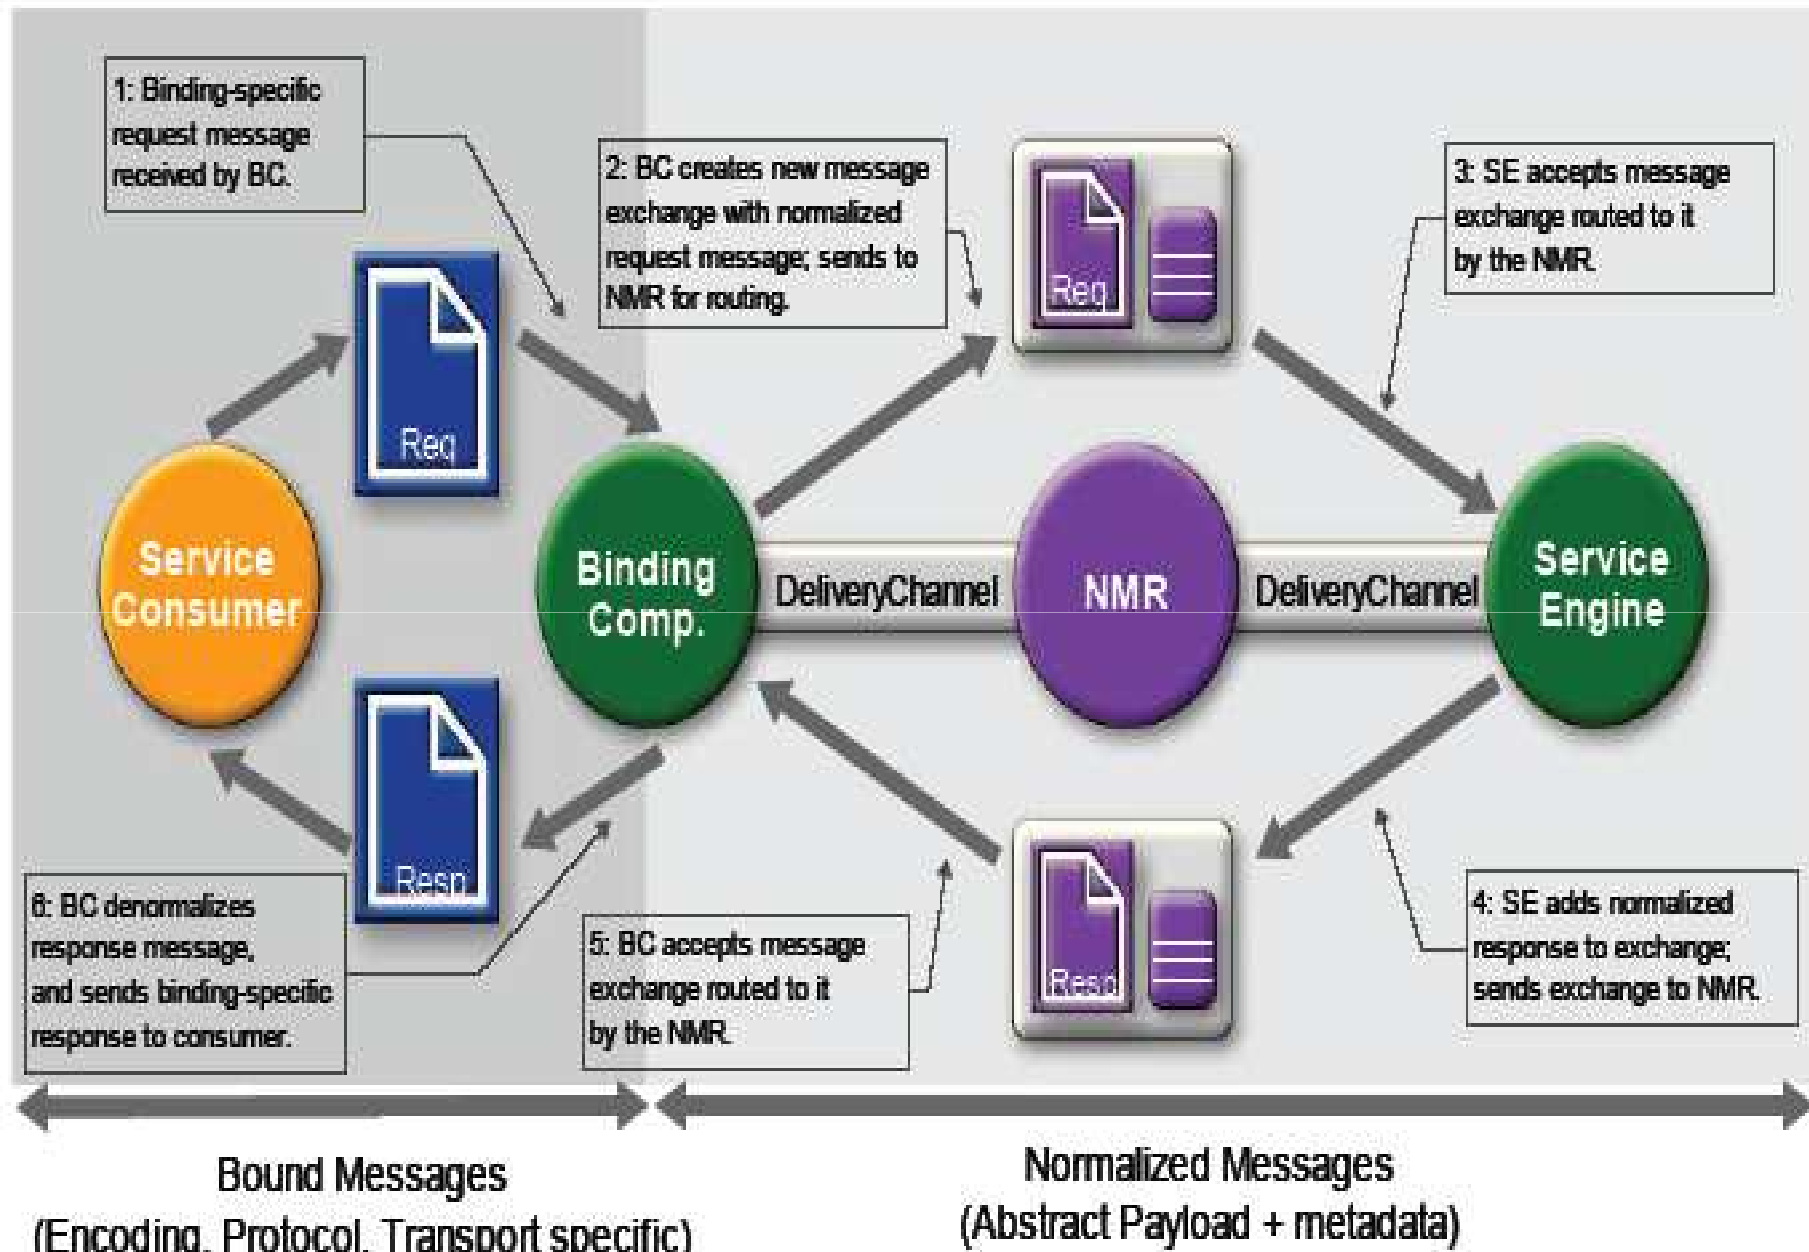 1: Binding-specific
request message
received by BC.
2: BC creates new message
exchange with normalized
request message; sends to
NMR for routing.
3: SE accepts message
exchange routed to it
by the NMR.
Req
Req
Service
Consumer
Binding
Comp.
DeliveryChannel
NMR
DeliveryChannel
Service
Engine
Resp
Resp
6: BC denormalizes
response message,
and sends binding-specific
response to consumer.
5: BC accepts message
exchange routed to it
by the NMR.
4: SE adds normalized
response to exchange;
sends exchange to NMR.
Bound Messages
(Encoding, Protocol, Transport specific)
Normalized Messages
(Abstract Payload + metadata)